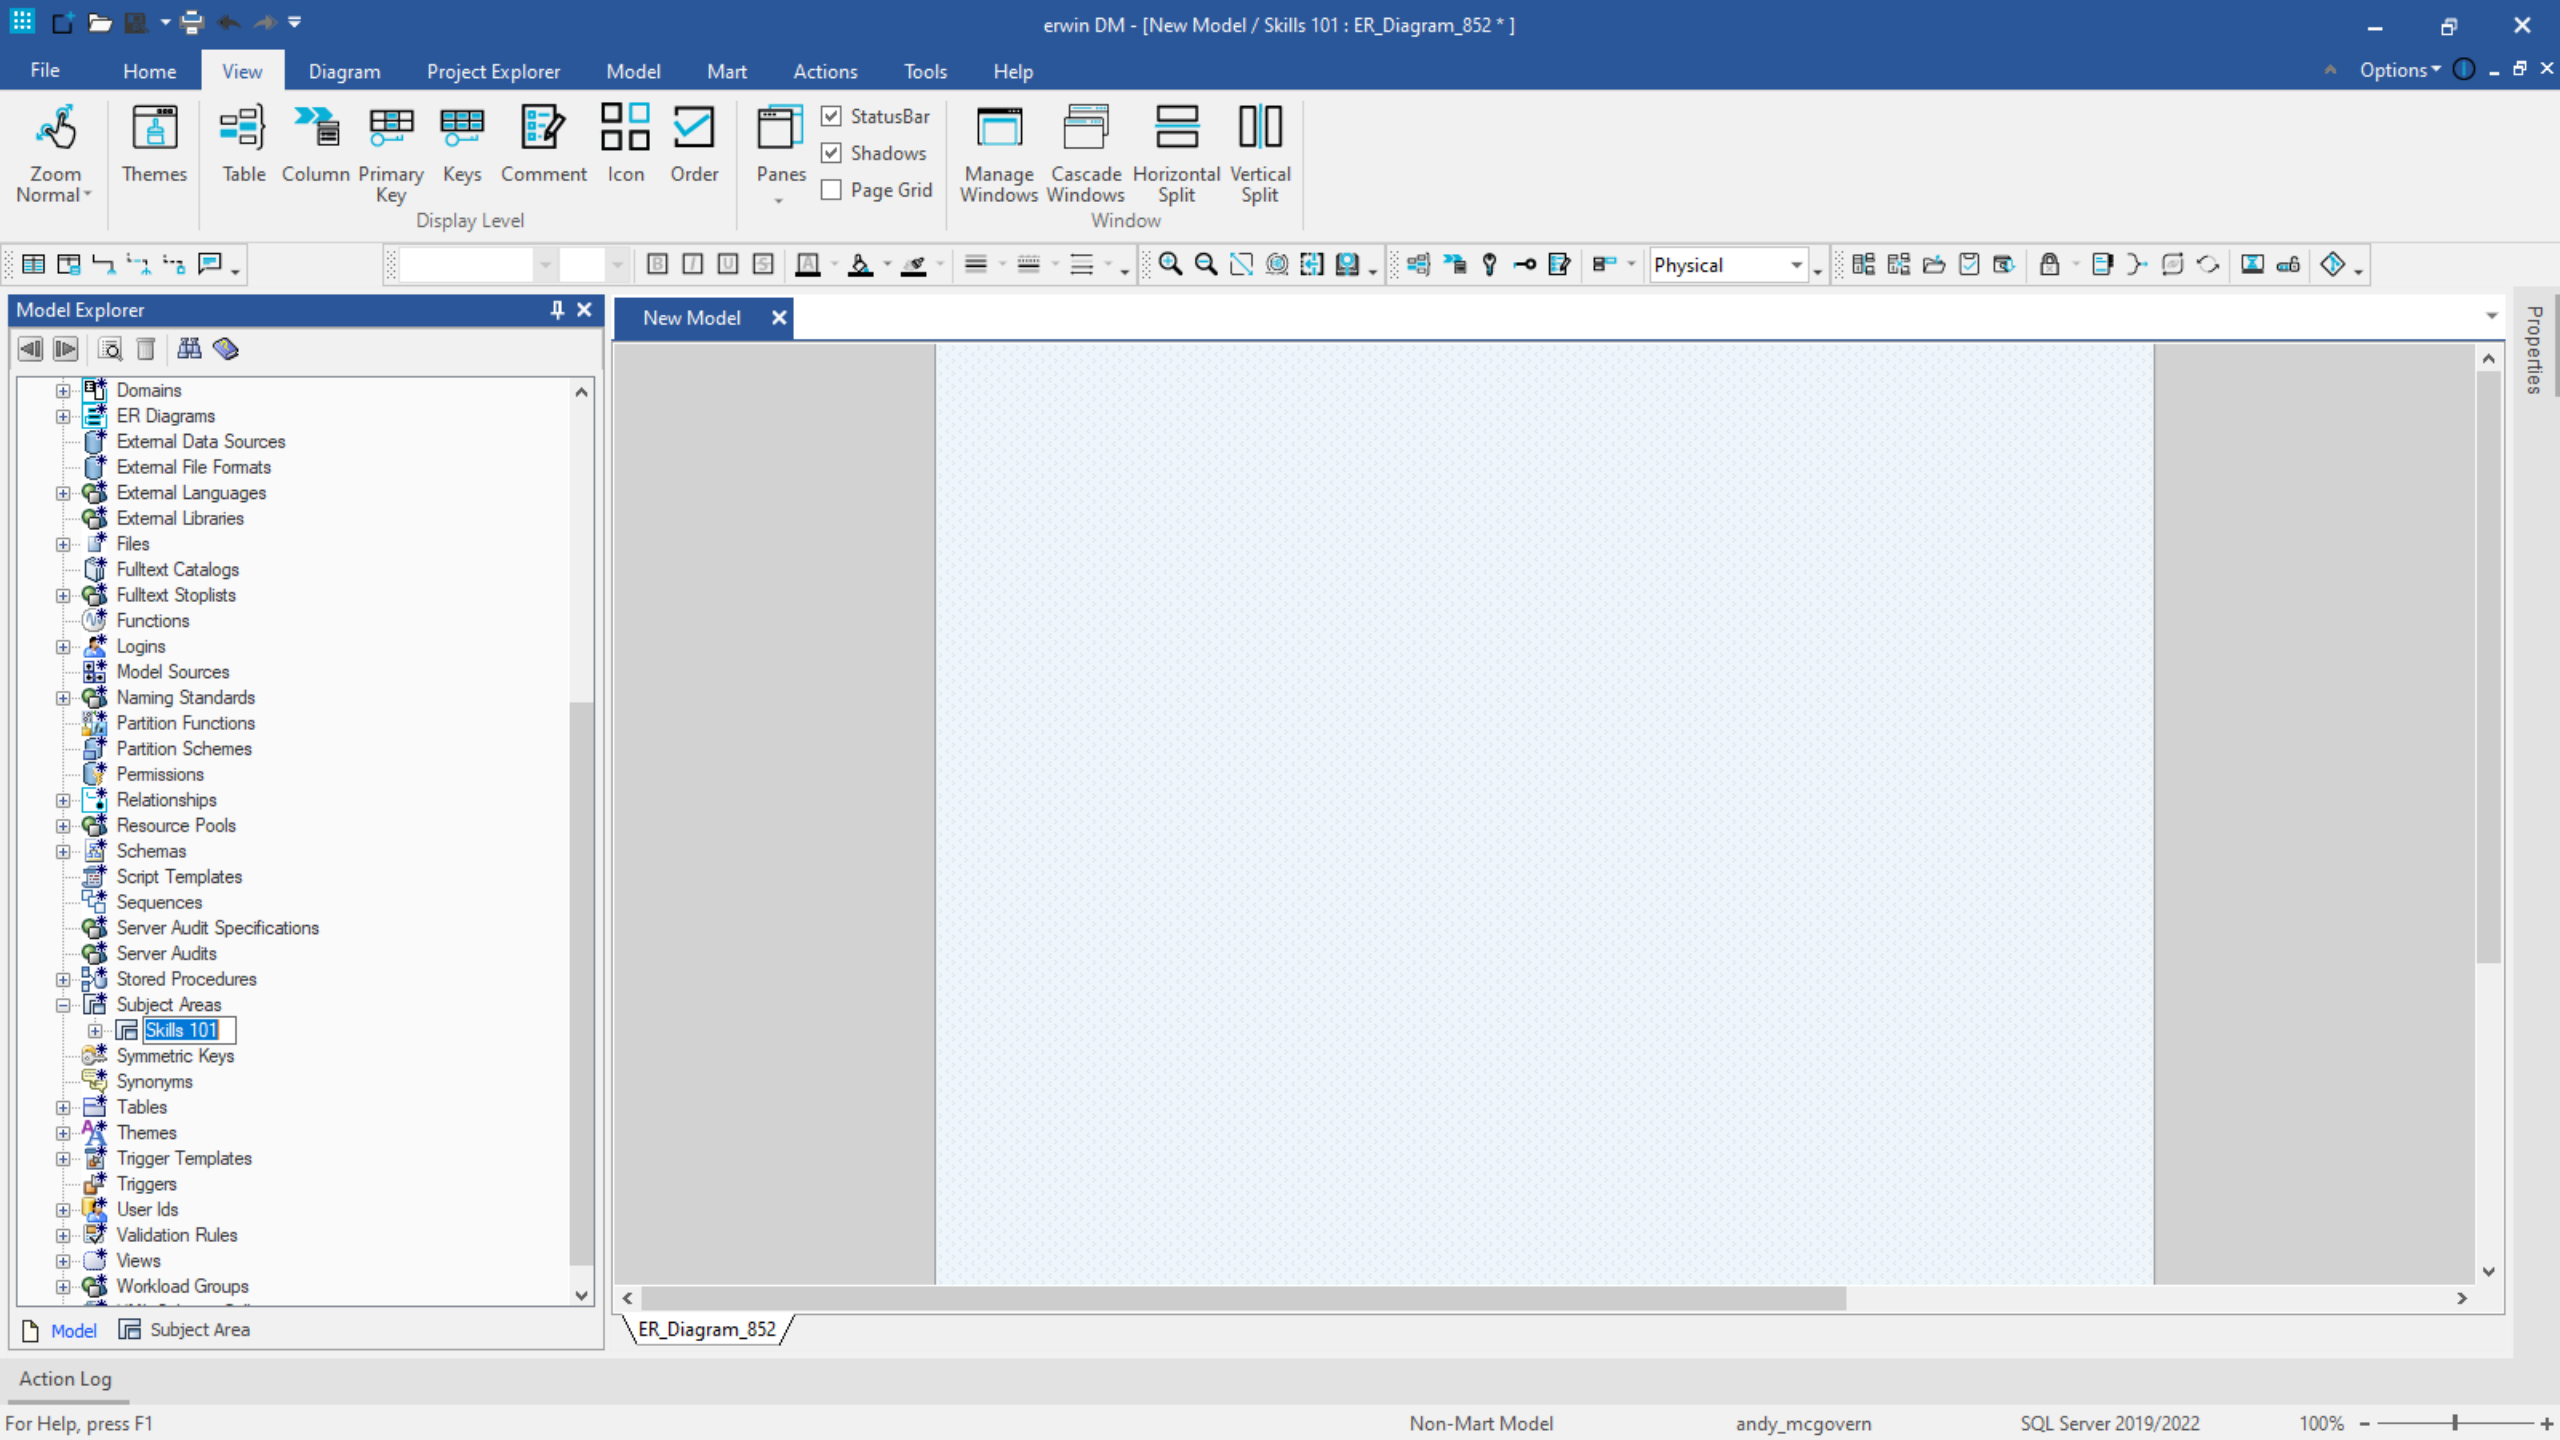 erwin DM - [New Model / Skills 101 : ER_Diagram_852 * ]
File Home View Diagram Project Explorer Model Mart Actions Tools Help Options
Zoom Normal Themes Table Column Primary Key Keys Comment Icon Order Panes
StatusBar
Shadows
Page Grid
Manage Windows Cascade Windows Horizontal Split Vertical Split
Display Level Window
B I U S A Physical
Model Explorer
New Model
Properties
Domains
ER Diagrams
External Data Sources
External File Formats
External Languages
External Libraries
Files
Fulltext Catalogs
Fulltext Stoplists
Functions
Logins
Model Sources
Naming Standards
Partition Functions
Partition Schemes
Permissions
Relationships
Resource Pools
Schemas
Script Templates
Sequences
Server Audit Specifications
Server Audits
Stored Procedures
Subject Areas
Skills 101
Symmetric Keys
Synonyms
Tables
Themes
Trigger Templates
Triggers
User Ids
Validation Rules
Views
Workload Groups
Model Subject Area
ER_Diagram_852
Action Log
For Help, press F1 Non-Mart Model andy_mcgovern SQL Server 2019/2022 100%